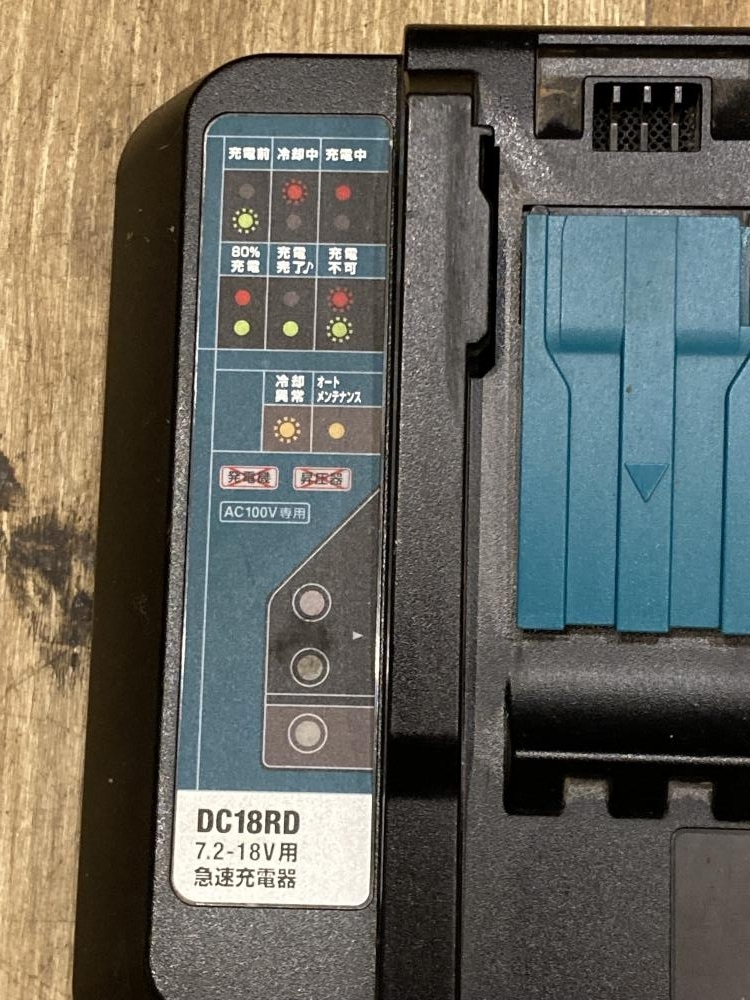 充電前 冷却中 充電中
80%充電 充電完了♪ 充電不可
冷却異常 オートメンテナンス
発電機 昇圧器
AC100V専用
DC18RD
7.2-18V用
急速充電器